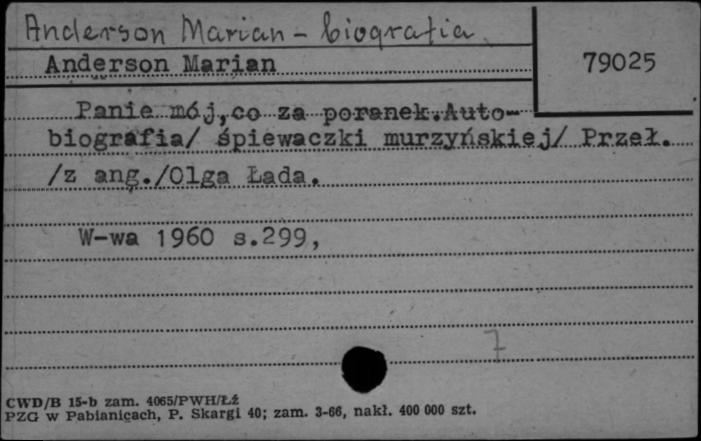 Anderson Marian - biografia
Anderson Marian
79025
Panie mój,co za poranek.Auto-
biografia/ śpiewaczki murzyńskiej/ Przeł.
/z ang./Olga Łada.
W-wa 1960 s.299,
7
CWD/B 15-b zam. 4065/PWH/Łź
PZG w Pabianicach, P. Skargi 40; zam. 3-66, nakł. 400 000 szt.